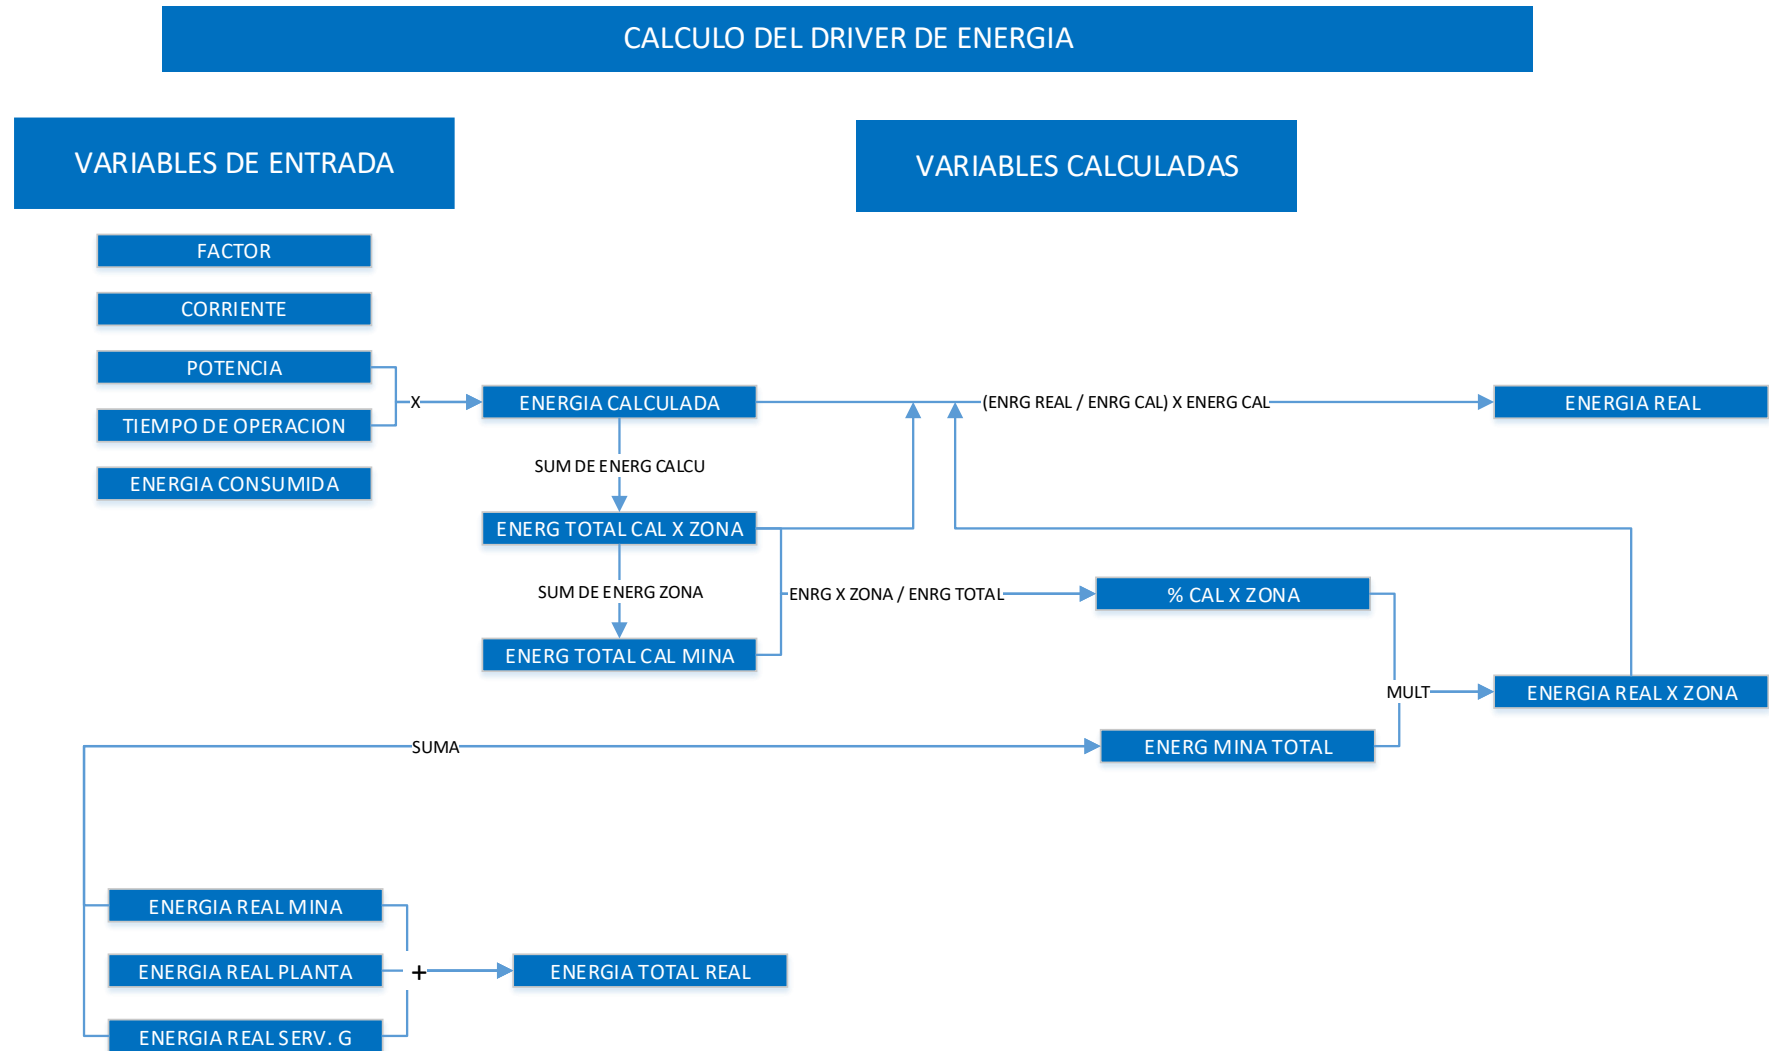 CALCULO DEL DRIVER DE ENERGIA
VARIABLES DE ENTRADA
VARIABLES CALCULADAS
FACTOR
CORRIENTE
POTENCIA
X
ENERGIA CALCULADA
(ENRG REAL / ENRG CAL) X ENERG CAL
ENERGIA REAL
TIEMPO DE OPERACION
SUM DE ENERG CALCU
ENERGIA CONSUMIDA
ENERG TOTAL CAL X ZONA
SUM DE ENERG ZONA
ENRG X ZONA / ENRG TOTAL
% CAL X ZONA
ENERG TOTAL CAL MINA
MULT
ENERGIA REAL X ZONA
SUMA
ENERG MINA TOTAL
ENERGIA REAL MINA
ENERGIA REAL PLANTA
+
ENERGIA TOTAL REAL
ENERGIA REAL SERV. G